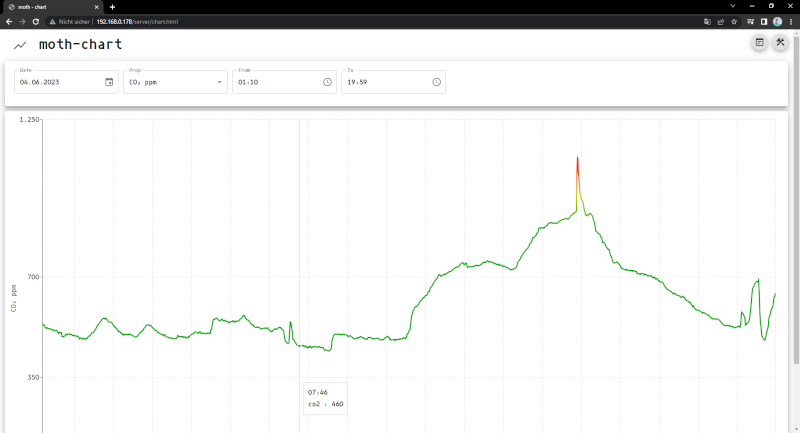 moth - chart
Nicht sicher | 192.168.0.178/server/chart.html
moth-chart
Date
Prop
From
To
04.06.2023
CO₂ ppm
01:10
19:59
1.250
700
CO₂ ppm
350
07:46
co2 : 460